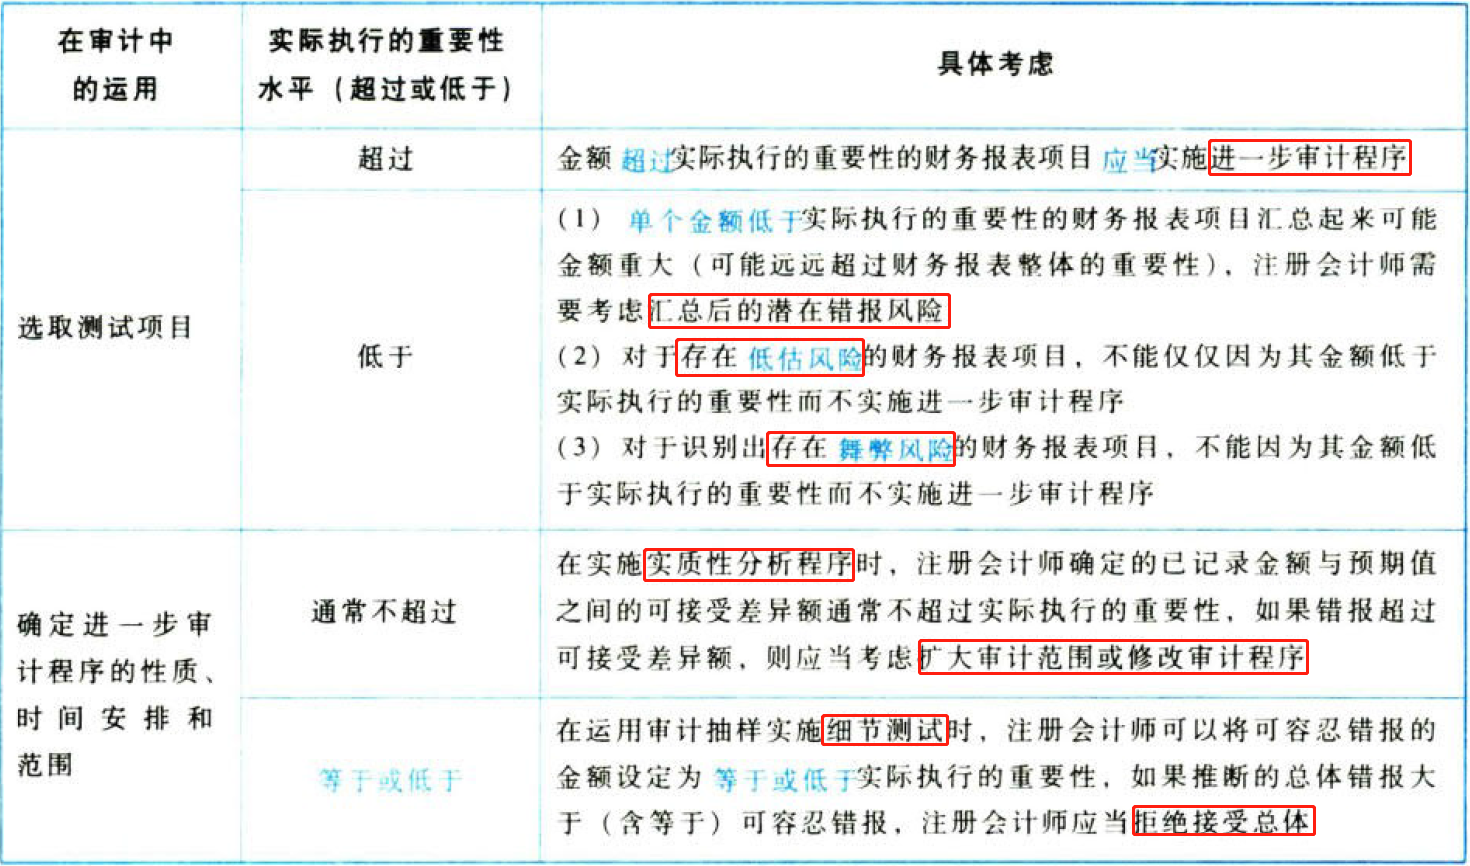 在审计中
的运用
实际执行的重要性
水平（超过或低于）
具体考虑
选取测试项目
超过
金额超过实际执行的重要性的财务报表项目应当实施进一步审计程序
低于
（1）单个金额低于实际执行的重要性的财务报表项目汇总起来可能
金额重大（可能远远超过财务报表整体的重要性），注册会计师需
要考虑汇总后的潜在错报风险
（2）对于存在低估风险的财务报表项目，不能仅仅因为其金额低于
实际执行的重要性而不实施进一步审计程序
（3）对于识别出存在舞弊风险的财务报表项目，不能因为其金额低
于实际执行的重要性而不实施进一步审计程序
确定进一步审
计程序的性质、
时间安排和
范围
通常不超过
在实施实质性分析程序时，注册会计师确定的已记录金额与预期值
之间的可接受差异额通常不超过实际执行的重要性，如果错报超过
可接受差异额，则应当考虑扩大审计范围或修改审计程序
等于或低于
在运用审计抽样实施细节测试时，注册会计师可以将可容忍错报的
金额设定为等于或低于实际执行的重要性，如果推断的总体错报大
于（含等于）可容忍错报，注册会计师应当拒绝接受总体